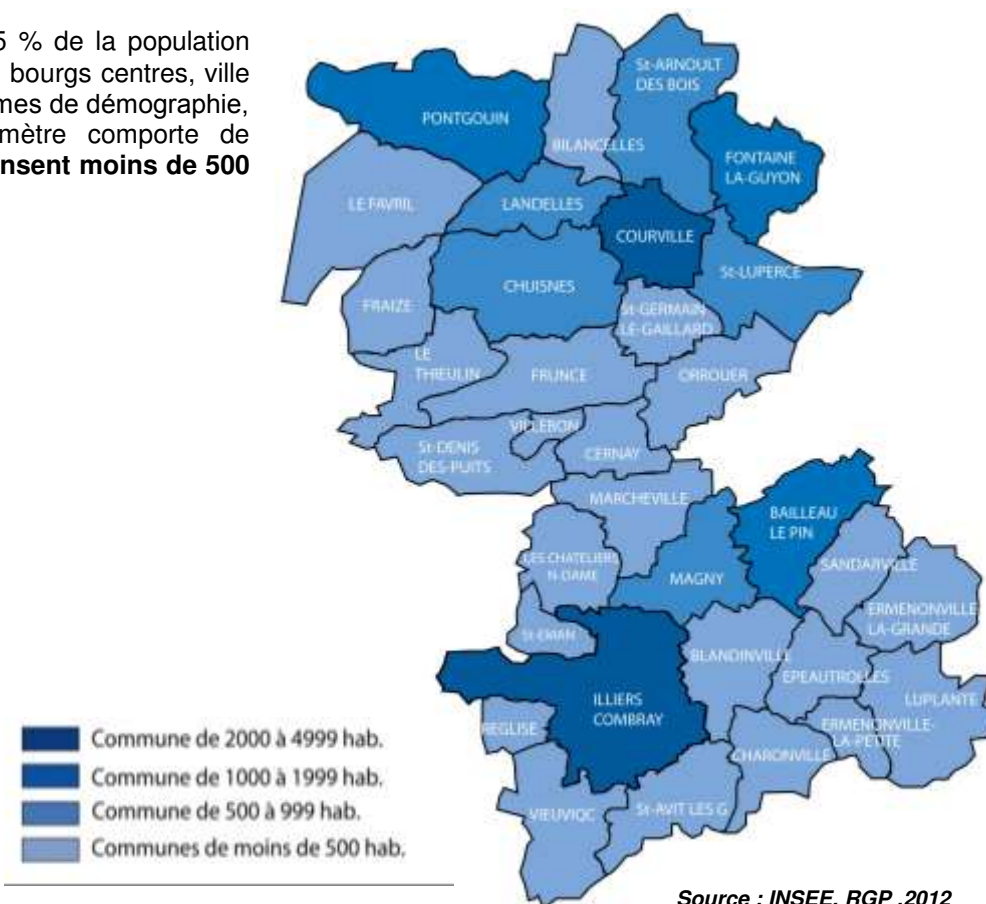 5 % de la population
bourgs centres, ville
mes de démographie,
mètre comporte de
nsent moins de 500
St-ARNOULT
DES BOIS
PONTGOUIN
BILANCELLES
FONTAINE
LA-GUYON
LE FAVRIL
LANDELLES
COURVILLE
St-LUPERCE
CHUISNES
FRAIZE
St-GERMAIN
LE-GAILLARD
LE
THIEULIN
FRUNCE
ORROUER
VILLEBON
St-DENIS
DES-PUITS
CERNAY
MARCHEVILLE
BAILLEAU
LE PIN
LES CHATELIERS
N-DAME
MAGNY
SANDARVILLE
ERMENONVILLE
LA-GRANDE
St-EMAN
BLANDINVILLE
EPEAUTROLLES
ILLIERS
COMBRAY
LUPLANTE
REGLISE
ERMENONVILLE-
LA-PETITE
CHARONVILLE
VIEUVIQC
St-AVIT LES G
Commune de 2000 à 4999 hab.
Commune de 1000 à 1999 hab.
Commune de 500 à 999 hab.
Communes de moins de 500 hab.
Source : INSEE, RGP ,2012